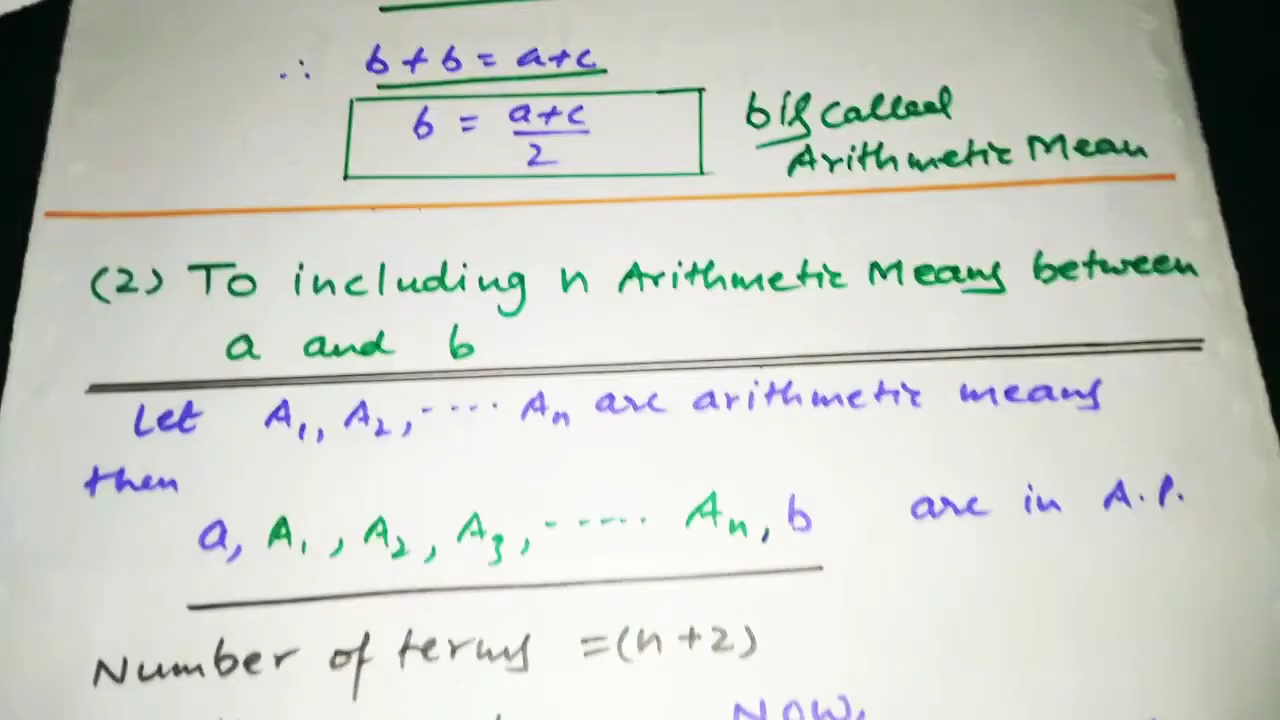 ∴ b + b = a+c
b = a+c/2
b is called
Arithmetic Mean
(2) To including n Arithmetic Means between
a and b
Let A₁, A₂, ..... Aₙ are arithmetic means
then
a, A₁, A₂, A₃, ...... Aₙ, b are in A.P.
Number of terms = (n+2)
Now,